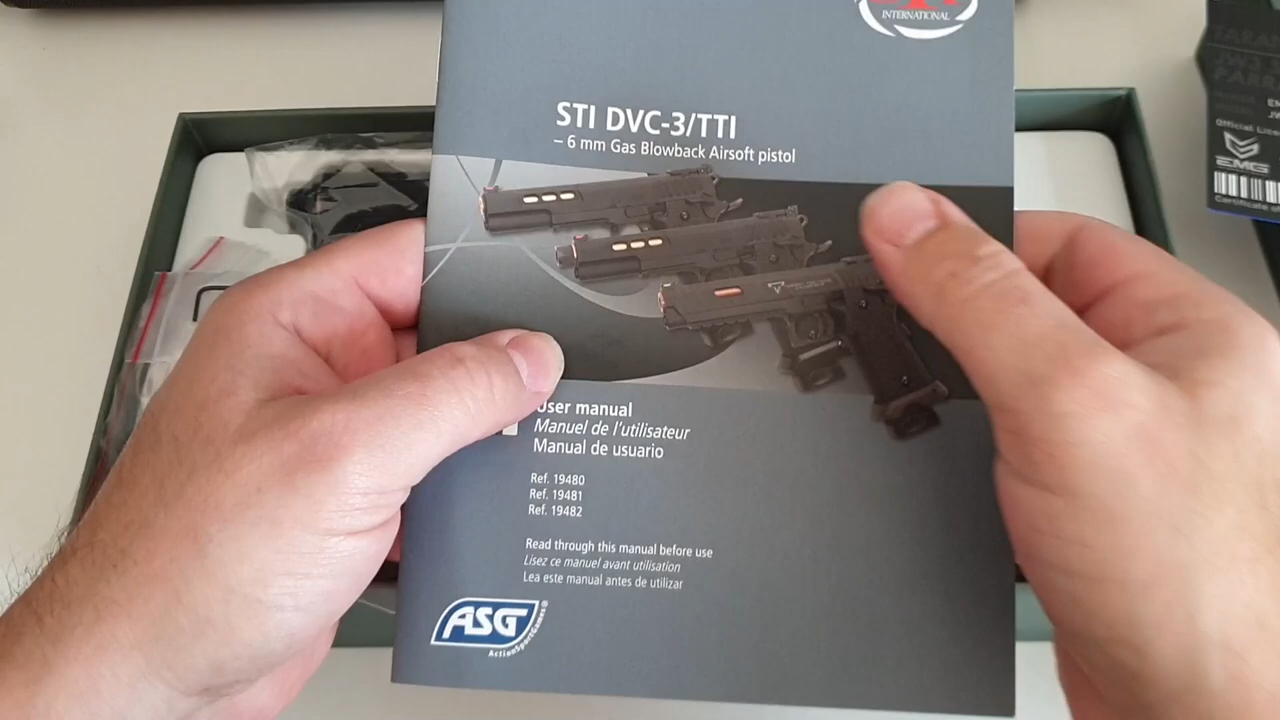 INTERNATIONAL
STI DVC-3/TTI
– 6 mm Gas Blowback Airsoft pistol
User manual
Manuel de l'utilisateur
Manual de usuario
Ref. 19480
Ref. 19481
Ref. 19482
Read through this manual before use
Lisez ce manuel avant utilisation
Lea este manual antes de utilizar
ASG
ActionSportGames®
EMG